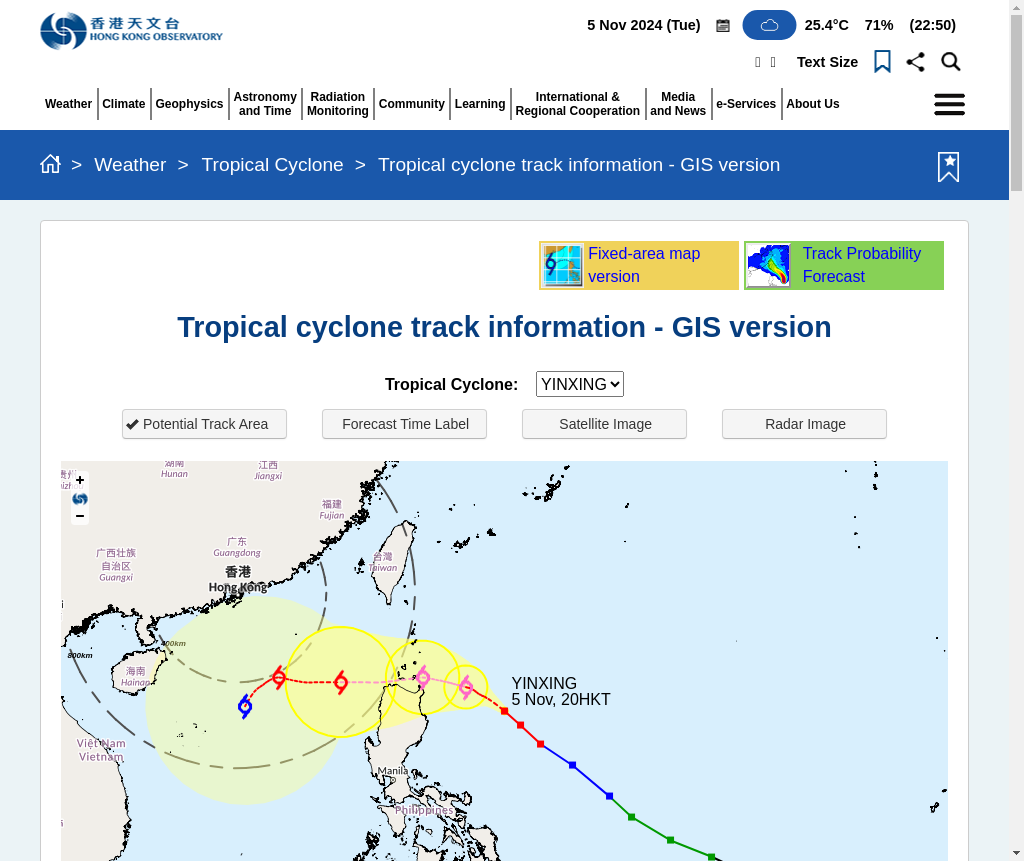 香港天文台
HONG KONG OBSERVATORY
5 Nov 2024 (Tue)
25.4°C 71% (22:50)
Text Size
Weather
Climate
Geophysics
Astronomy
and Time
Radiation
Monitoring
Community
Learning
International &
Regional Cooperation
Media
and News
e-Services
About Us
> Weather > Tropical Cyclone > Tropical cyclone track information - GIS version
Fixed-area map
version
Track Probability
Forecast
Tropical cyclone track information - GIS version
Tropical Cyclone: YINXING
Potential Track Area
Forecast Time Label
Satellite Image
Radar Image
+
−
湖南
Hunan
江西
Jiangxi
福建
Fujian
广东
Guangdong
广西壮族
自治区
Guangxi
香港
Hong Kong
台灣
Taiwan
400km
800km
海南
Hainan
YINXING
5 Nov, 20HKT
Việt Nam
Vietnam
Manila
Philippines